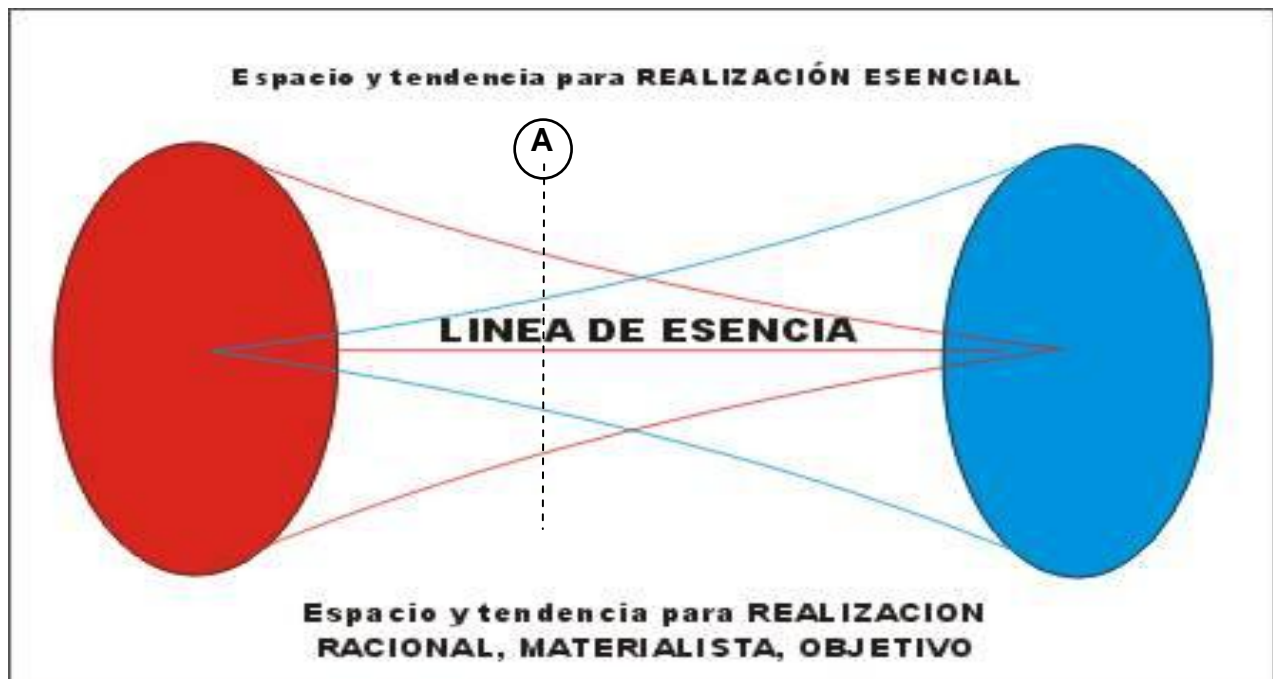 Espacio y tendencia para REALIZACIÓN ESENCIAL
A
LINEA DE ESENCIA
Espacio y tendencia para REALIZACION
RACIONAL, MATERIALISTA, OBJETIVO